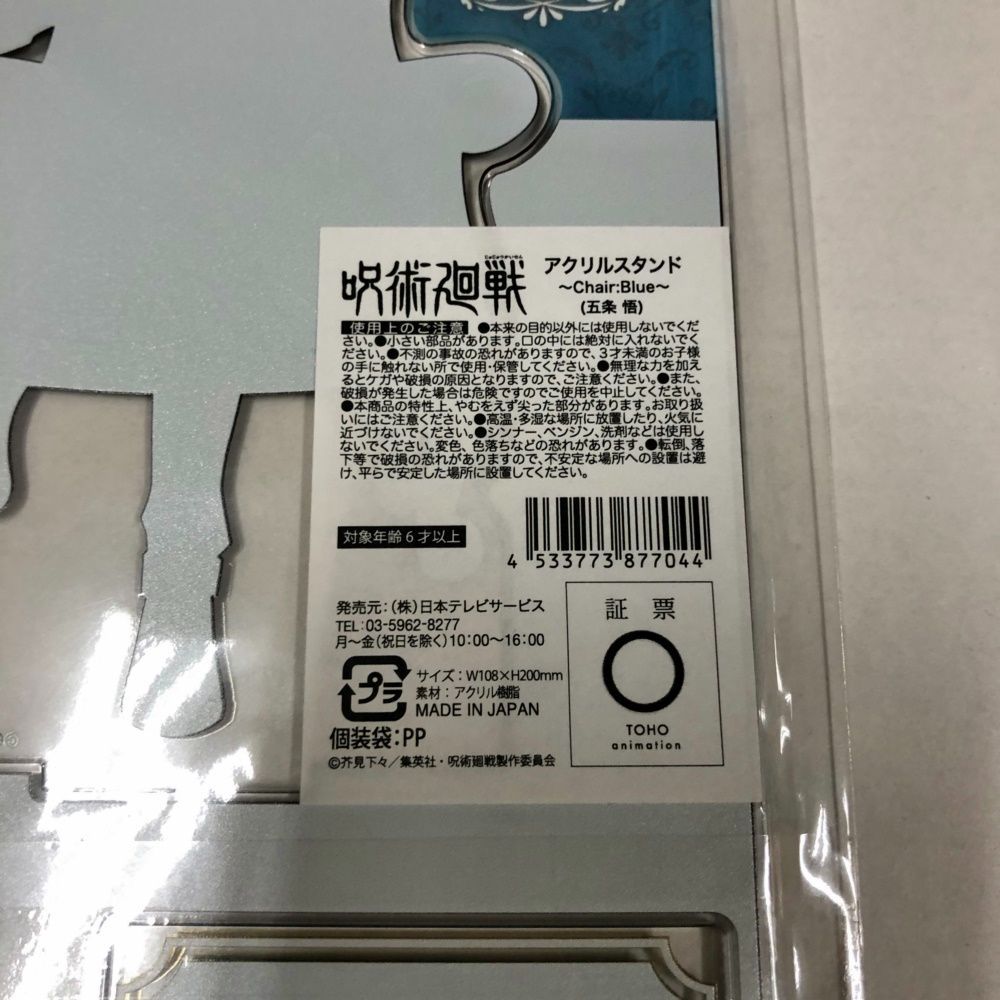 じゅじゅつかいせん
呪術廻戦
アクリルスタンド
～Chair:Blue～
(五条 悟)
使用上のご注意 ●本来の目的以外には使用しないでくだ
さい。●小さい部品があります。口の中には絶対に入れないでく
ださい。●不測の事故の恐れがありますので、3才未満のお子様
の手に触れない所で使用・保管してください。●無理な力を加え
るとケガや破損の原因となりますので、ご注意ください。●また、
破損が発生した場合は危険ですのでご使用を中止してください。
●本商品の特性上、やむをえず尖った部分があります。お取り扱
いにはご注意ください。●高温・多湿な場所に放置したり、火気に
近づけないでください。●シンナー、ベンジン、洗剤などは使用し
ないでください。変色、色落ちなどの恐れがあります。●転倒、落
下等で破損の恐れがありますので、不安定な場所への設置は避
け、平らで安定した場所に設置してください。
対象年齢6才以上
4 533773 877044
発売元：(株)日本テレビサービス
TEL:03-5962-8277
月～金(祝日を除く)10:00～16:00
プラ
サイズ：W108×H200mm
素材：アクリル樹脂
MADE IN JAPAN
個装袋:PP
©芥見下々／集英社・呪術廻戦製作委員会
証票
TOHO
animation